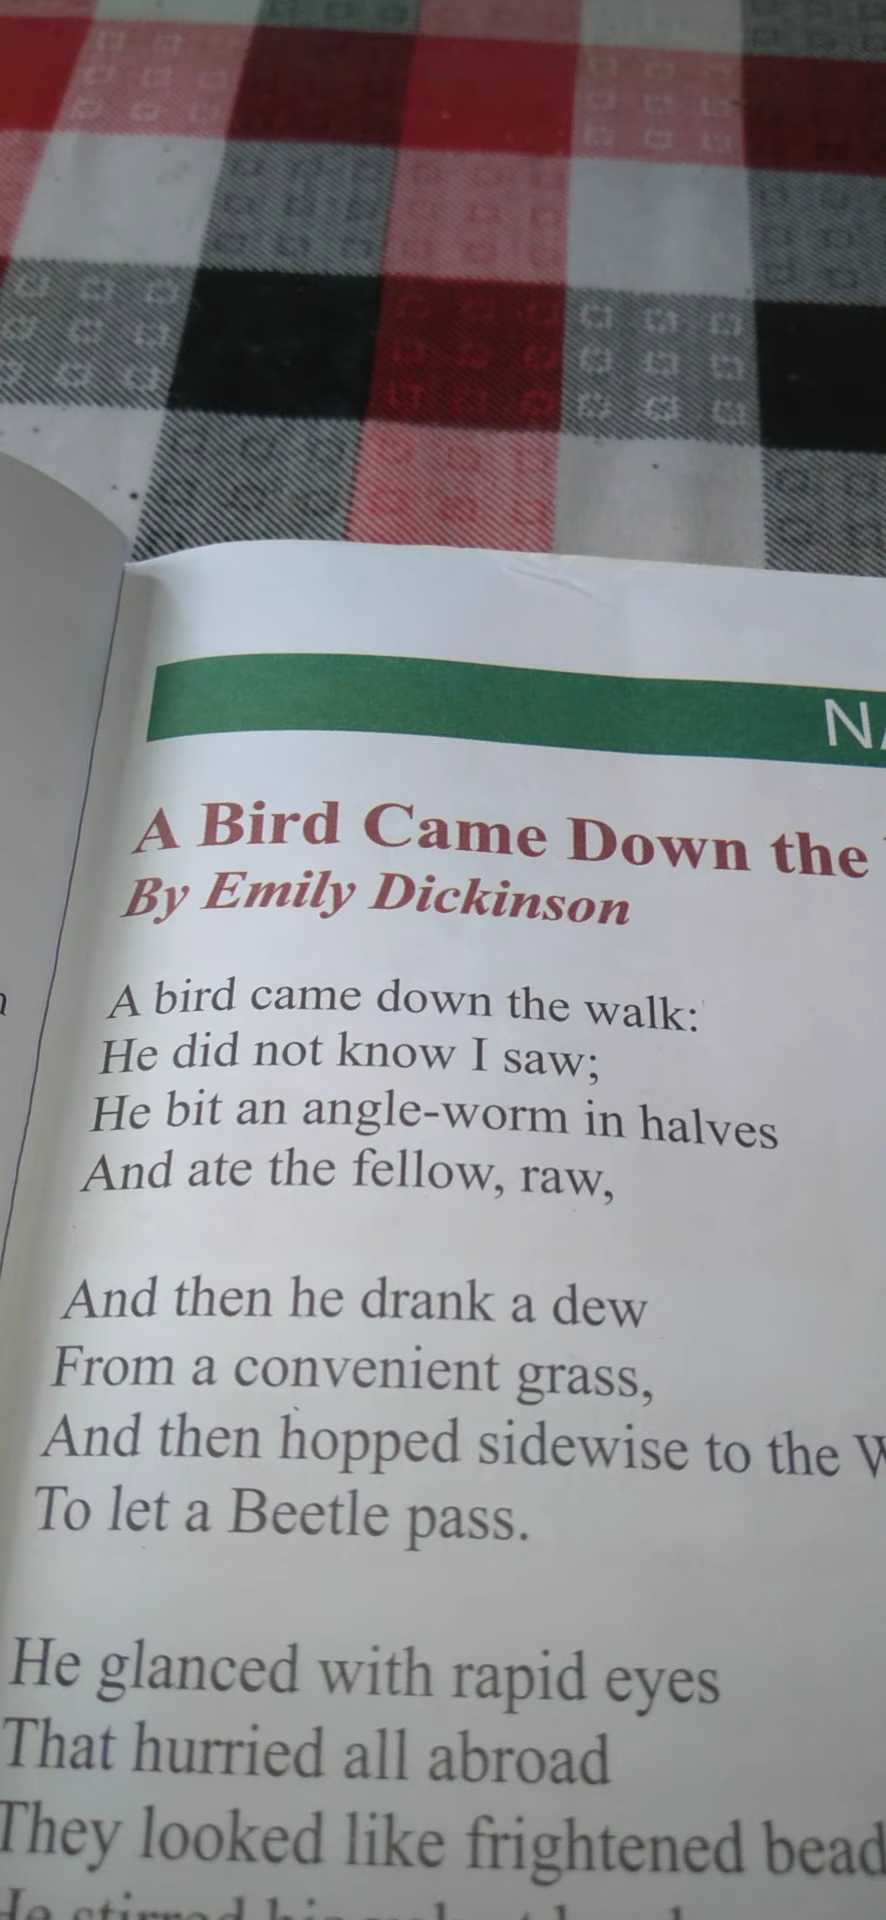 A Bird Came Down the
By Emily Dickinson
A bird came down the walk:
He did not know I saw;
He bit an angle-worm in halves
And ate the fellow, raw,
And then he drank a dew
From a convenient grass,
And then hopped sidewise to the
To let a Beetle pass.
He glanced with rapid eyes
That hurried all abroad
They looked like frightened bead